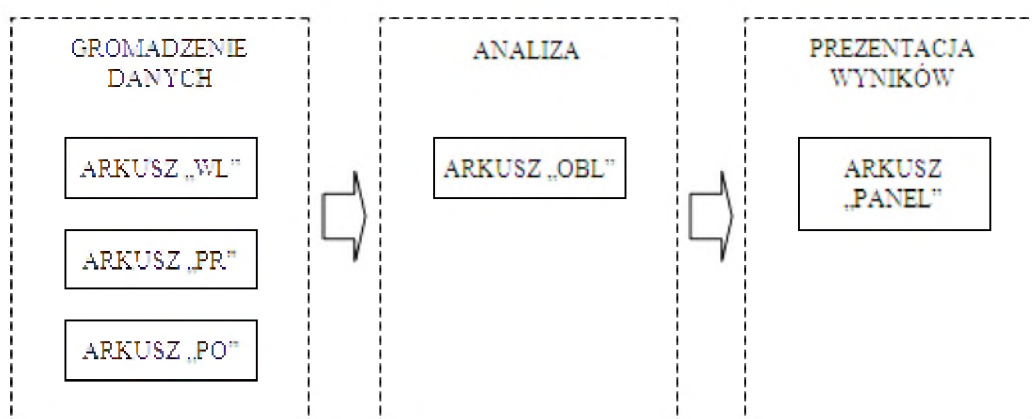 GROMADZENIE
DANYCH
ARKUSZ „WL”
ARKUSZ „PR”
ARKUSZ „PO”
ANALIZA
ARKUSZ „OBL”
PREZENTACJA
WYNIKÓW
ARKUSZ
„PANEL”